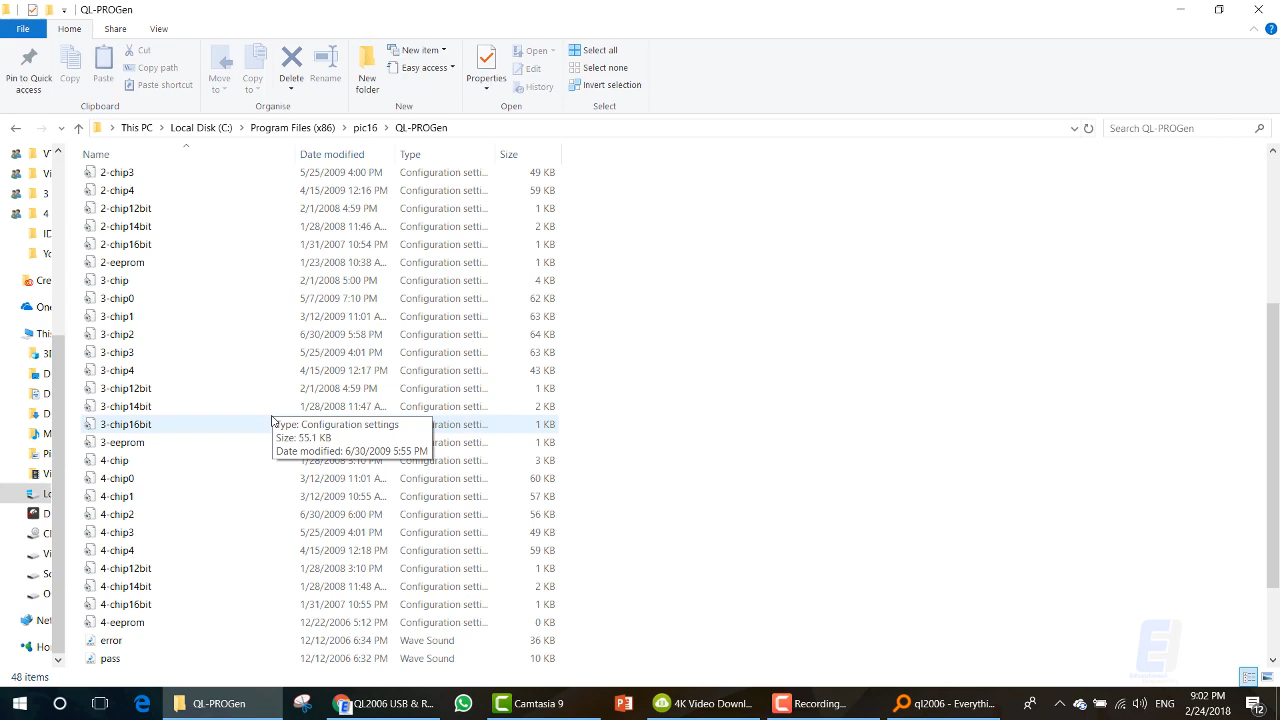 QL-PROGen
File Home Share View
Pin to Quick access
Copy
Paste
Cut
Copy path
Paste shortcut
Clipboard
Move to
Copy to
Delete
Rename
Organise
New folder
New item
Easy access
New
Properties
Open
Edit
History
Open
Select all
Select none
Invert selection
Select
This PC Local Disk (C:) Program Files (x86) pic16 QL-PROGen
Search QL-PROGen
Name Date modified Type Size
2-chip3 5/25/2009 4:00 PM Configuration setti... 49 KB
2-chip4 4/15/2009 12:16 PM Configuration setti... 59 KB
2-chip12bit 2/1/2008 4:59 PM Configuration setti... 1 KB
2-chip14bit 1/28/2008 11:46 A... Configuration setti... 2 KB
2-chip16bit 1/31/2007 10:54 PM Configuration setti... 1 KB
2-eeprom 1/23/2008 10:38 A... Configuration setti... 1 KB
3-chip 2/1/2008 5:00 PM Configuration setti... 4 KB
3-chip0 5/7/2009 7:10 PM Configuration setti... 62 KB
3-chip1 3/12/2009 11:01 A... Configuration setti... 63 KB
3-chip2 6/30/2009 5:58 PM Configuration setti... 64 KB
3-chip3 5/25/2009 4:01 PM Configuration setti... 63 KB
3-chip4 4/15/2009 12:17 PM Configuration setti... 43 KB
3-chip12bit 2/1/2008 4:59 PM Configuration setti... 1 KB
3-chip14bit 1/28/2008 11:47 A... Configuration setti... 2 KB
3-chip16bit tti... 1 KB
Type: Configuration settings
Size: 55.1 KB
Date modified: 6/30/2009 5:55 PM
3-eeprom tti... 1 KB
4-chip 1/28/2008 3:10 PM Configuration setti... 3 KB
4-chip0 3/12/2009 11:01 A... Configuration setti... 60 KB
4-chip1 3/12/2009 10:55 A... Configuration setti... 57 KB
4-chip2 6/30/2009 6:00 PM Configuration setti... 56 KB
4-chip3 5/25/2009 4:01 PM Configuration setti... 49 KB
4-chip4 4/15/2009 12:18 PM Configuration setti... 59 KB
4-chip12bit 1/28/2008 3:10 PM Configuration setti... 1 KB
4-chip14bit 1/28/2008 11:48 A... Configuration setti... 2 KB
4-chip16bit 1/31/2007 10:55 PM Configuration setti... 1 KB
4-eeprom 12/22/2006 5:12 PM Configuration setti... 0 KB
error 12/12/2006 6:34 PM Wave Sound 36 KB
pass 12/12/2006 6:32 PM Wave Sound 10 KB
48 items
QL-PROGen
QL2006 USB & R...
Camtasia 9
4K Video Downl...
Recording...
ql2006 - Everythi...
ENG
9:02 PM
2/24/2018